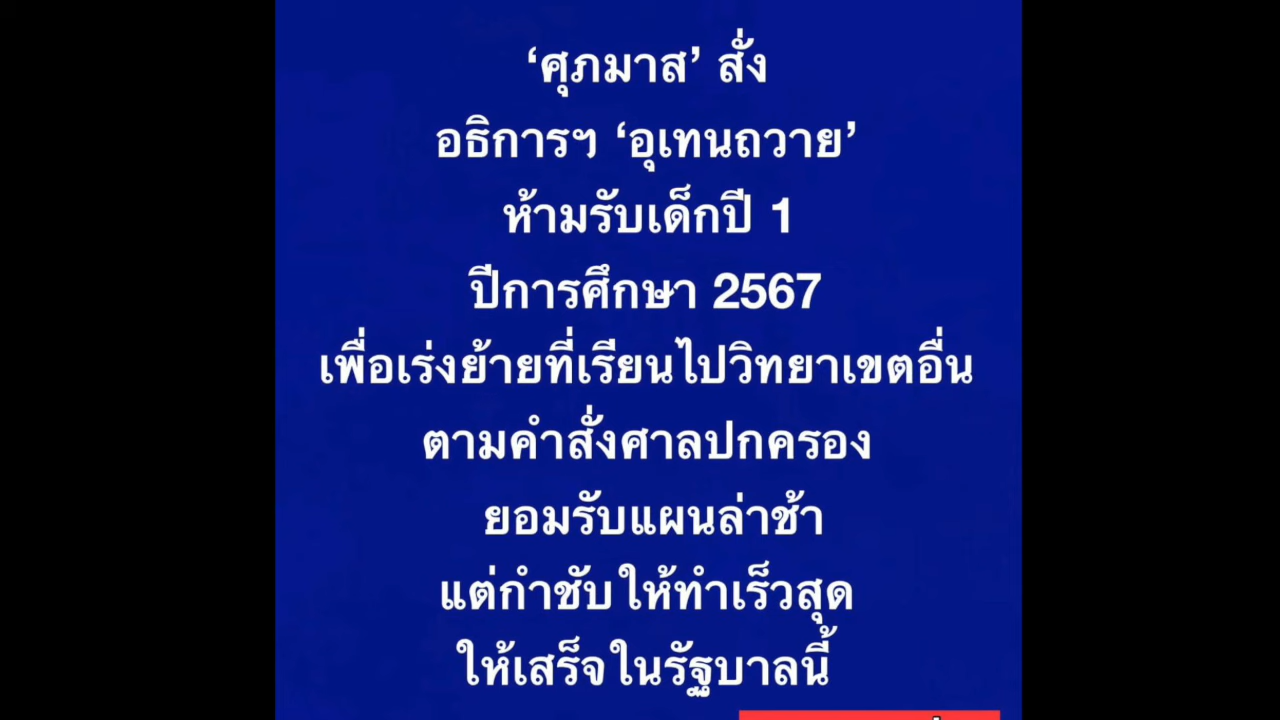 ‘ศุภมาส’ สั่ง
อธิการฯ ‘อุเทนถวาย’
ห้ามรับเด็กปี 1
ปีการศึกษา 2567
เพื่อเร่งย้ายที่เรียนไปวิทยาเขตอื่น
ตามคำสั่งศาลปกครอง
ยอมรับแผนล่าช้า
แต่กำชับให้ทำเร็วสุด
ให้เสร็จในรัฐบาลนี้